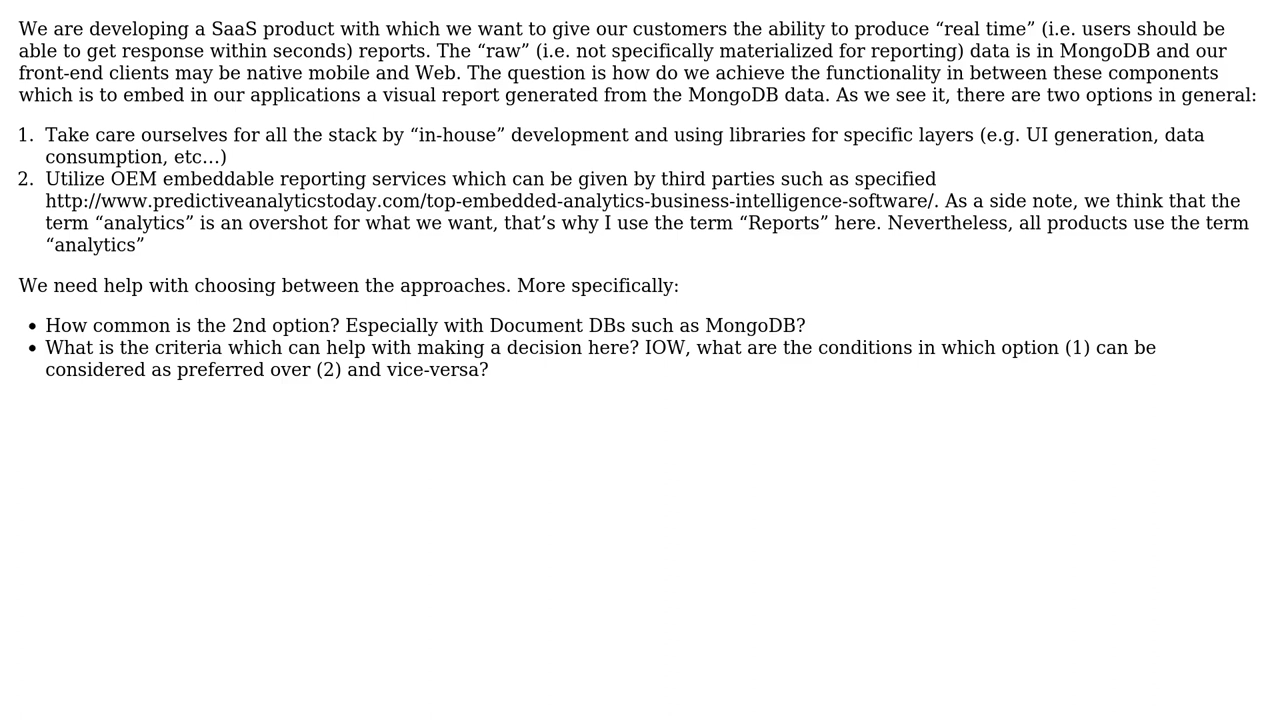 We are developing a SaaS product with which we want to give our customers the ability to produce “real time” (i.e. users should be
able to get response within seconds) reports. The “raw” (i.e. not specifically materialized for reporting) data is in MongoDB and our
front-end clients may be native mobile and Web. The question is how do we achieve the functionality in between these components
which is to embed in our applications a visual report generated from the MongoDB data. As we see it, there are two options in general:
1. Take care ourselves for all the stack by “in-house” development and using libraries for specific layers (e.g. UI generation, data
consumption, etc…)
2. Utilize OEM embeddable reporting services which can be given by third parties such as specified
http://www.predictiveanalyticstoday.com/top-embedded-analytics-business-intelligence-software/. As a side note, we think that the
term “analytics” is an overshot for what we want, that’s why I use the term “Reports” here. Nevertheless, all products use the term
“analytics”
We need help with choosing between the approaches. More specifically:
• How common is the 2nd option? Especially with Document DBs such as MongoDB?
• What is the criteria which can help with making a decision here? IOW, what are the conditions in which option (1) can be
considered as preferred over (2) and vice-versa?